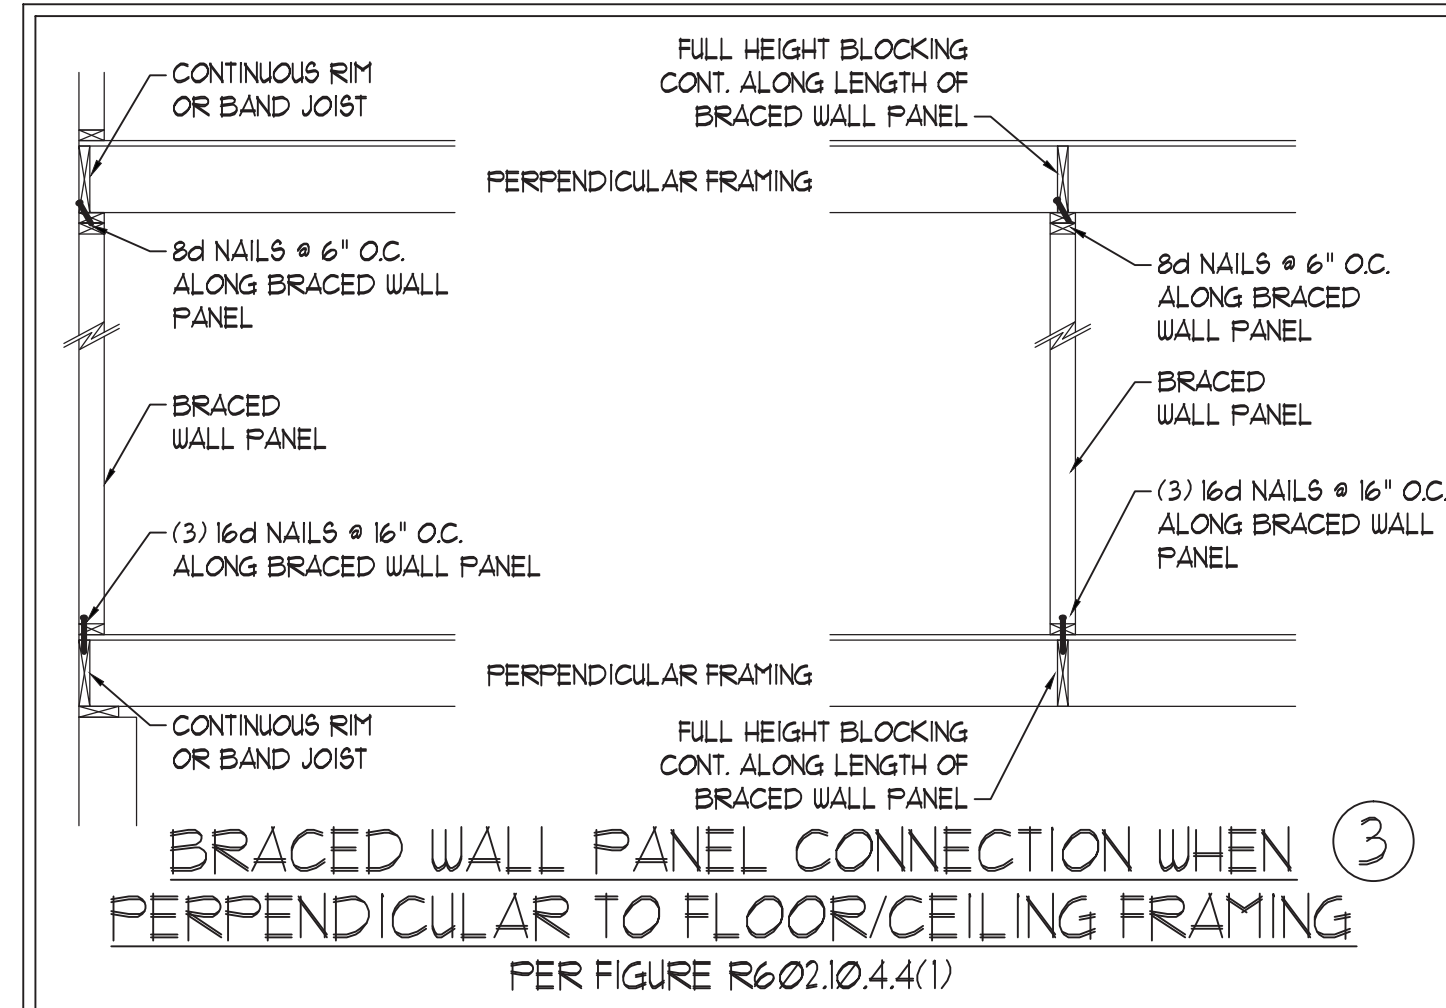 CONTINUOUS RIM
OR BAND JOIST
FULL HEIGHT BLOCKING
CONT. ALONG LENGTH OF
BRACED WALL PANEL
PERPENDICULAR FRAMING
8d NAILS @ 6" O.C.
ALONG BRACED WALL
PANEL
8d NAILS @ 6" O.C.
ALONG BRACED
WALL PANEL
BRACED
WALL PANEL
BRACED
WALL PANEL
(3) 16d NAILS @ 16" O.C.
ALONG BRACED WALL PANEL
(3) 16d NAILS @ 16" O.C.
ALONG BRACED WALL
PANEL
PERPENDICULAR FRAMING
CONTINUOUS RIM
OR BAND JOIST
FULL HEIGHT BLOCKING
CONT. ALONG LENGTH OF
BRACED WALL PANEL
BRACED WALL PANEL CONNECTION WHEN
PERPENDICULAR TO FLOOR/CEILING FRAMING
3
PER FIGURE R602.10.4.4(1)